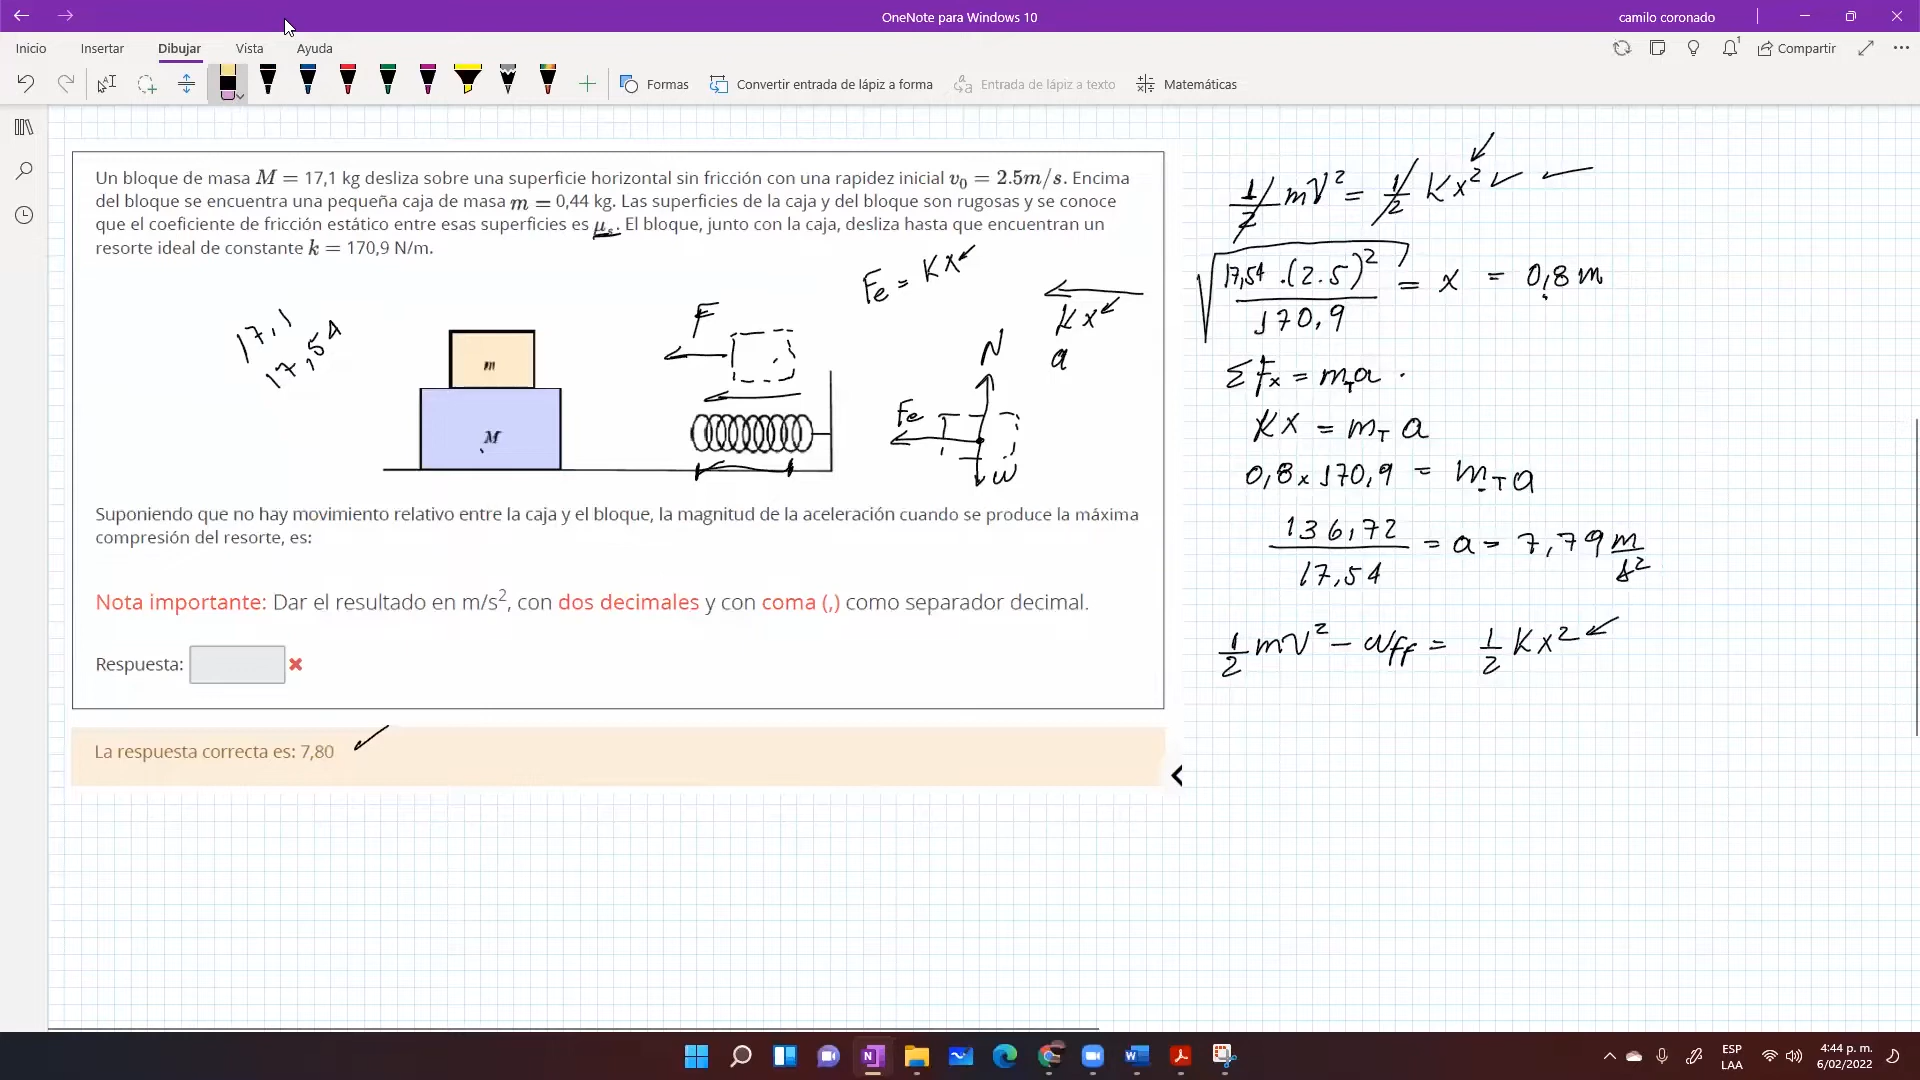 OneNote para Windows 10
camilo coronado
Inicio
Insertar
Dibujar
Vista
Ayuda
1
Compartir
Formas
Convertir entrada de lápiz a forma
Entrada de lápiz a texto
Matemáticas
Un bloque de masa M = 17,1 kg desliza sobre una superficie horizontal sin fricción con una rapidez inicial v₀ = 2.5m/s. Encima
del bloque se encuentra una pequeña caja de masa m = 0,44 kg. Las superficies de la caja y del bloque son rugosas y se conoce
que el coeficiente de fricción estático entre esas superficies es μₛ. El bloque, junto con la caja, desliza hasta que encuentran un
resorte ideal de constante k = 170,9 N/m.
17,1
17,54
m
M
F
Fe = KX
KX
a
N
Fe
W
Suponiendo que no hay movimiento relativo entre la caja y el bloque, la magnitud de la aceleración cuando se produce la máxima
compresión del resorte, es:
Nota importante: Dar el resultado en m/s², con dos decimales y con coma (,) como separador decimal.
Respuesta:
La respuesta correcta es: 7,80
1/2 mV² = 1/2 Kx²
√(17,54 · (2.5)² / 170,9) = x = 0,8 m
Σfx = mTa
KX = mT a
0,8 x 170,9 = mT a
136,72 / 17,54 = a = 7,79 m/s²
1/2 mV² - Wff = 1/2 Kx²
ESP
LAA
4:44 p. m.
6/02/2022